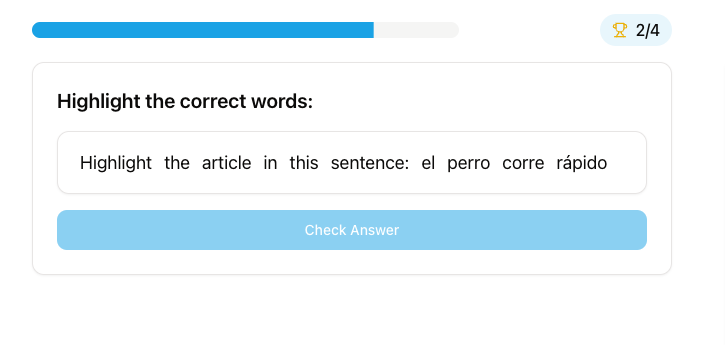 2/4
Highlight the correct words:
Highlight the article in this sentence: el perro corre rápido
Check Answer